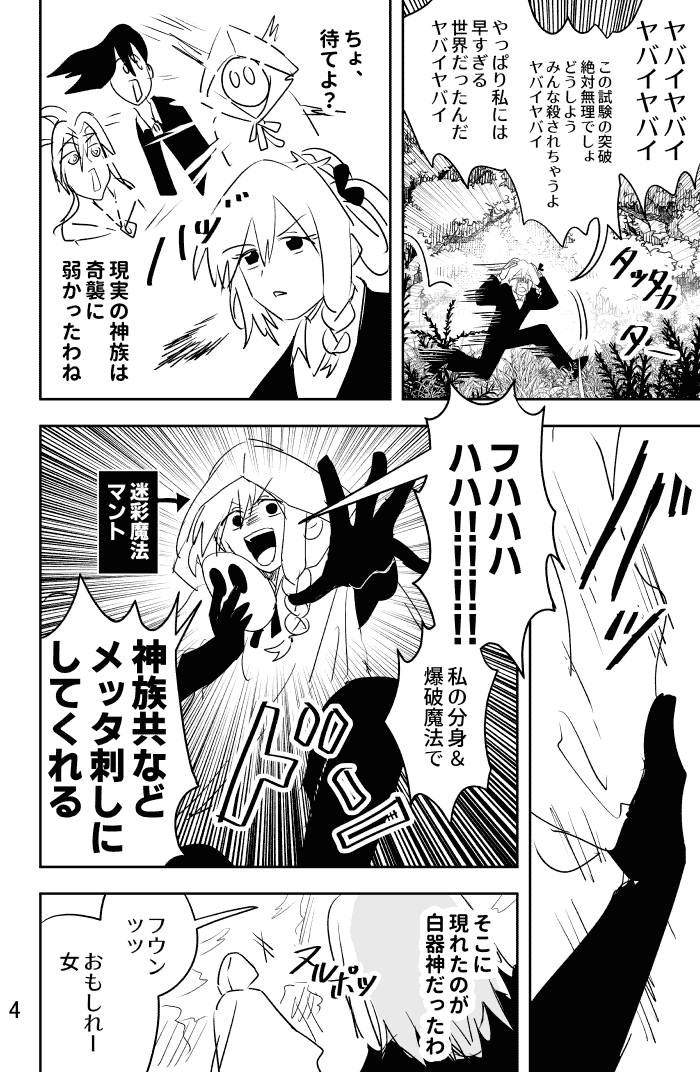 ヤバイヤバイ
ヤバイヤバイ
この試験の突破
絶対無理でしょ
どうしよう
みんな殺されちゃうよ
ヤバイヤバイ
やっぱり私には
早すぎる
世界だったんだ
ヤバイヤバイ
タッタカ
ター
ちょ、
待てよ?
バッ
現実の神族は
奇襲に
弱かったわね
フハハハ
ハハ!!!!!!
私の分身&
爆破魔法で
迷彩魔法
マント
神族共など
メッタ刺しに
してくれる
ドン
そこに
現れたのが
白器神だったわ
ヌルポッ
フウン
ッッ
おもしれー
女
4